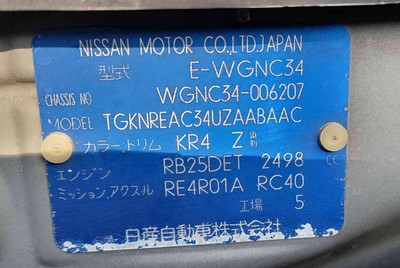 NISSAN MOTOR CO.,LTD.JAPAN
型式 E-WGNC34
CHASSIS NO WGNC34-006207
MODEL TGKNREAC34UZAABAAC
カラー・トリム KR4 Z
エンジン RB25DET 2498 CC
ミッション,アクスル RE4R01A RC40
工場 5
日産自動車株式会社